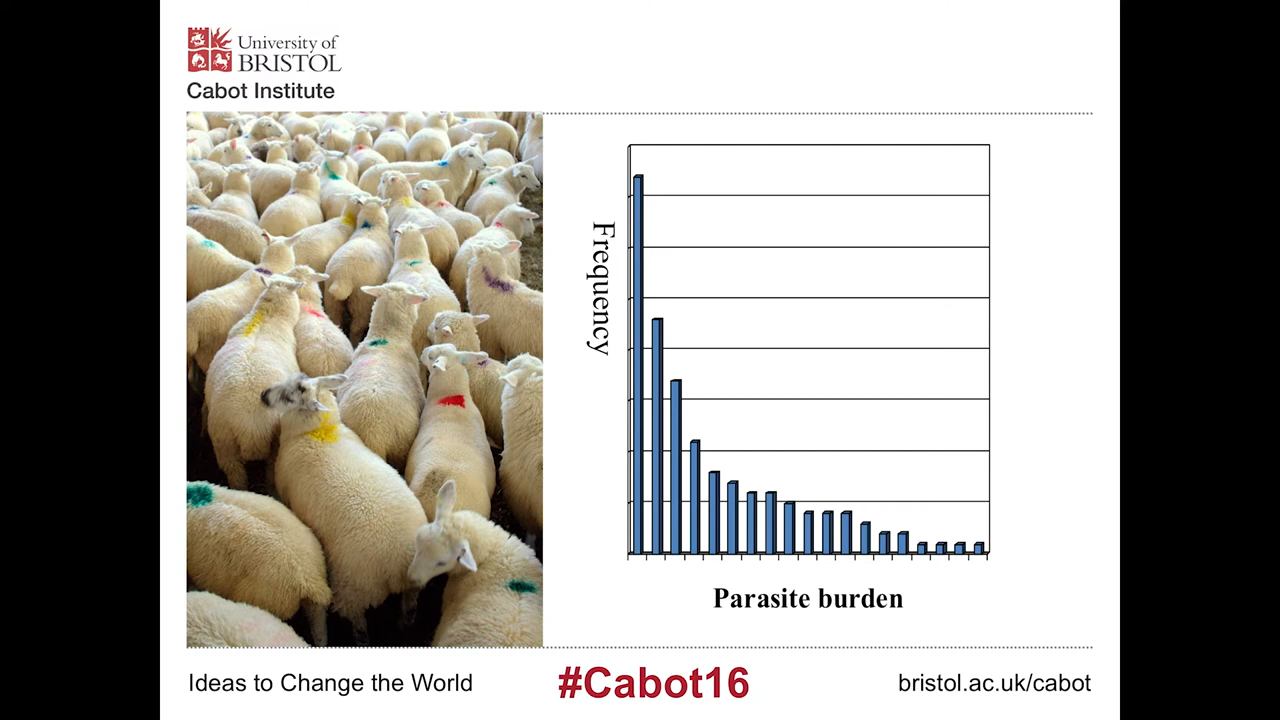 University of
BRISTOL
Cabot Institute
Frequency
Parasite burden
Ideas to Change the World
#Cabot16
bristol.ac.uk/cabot